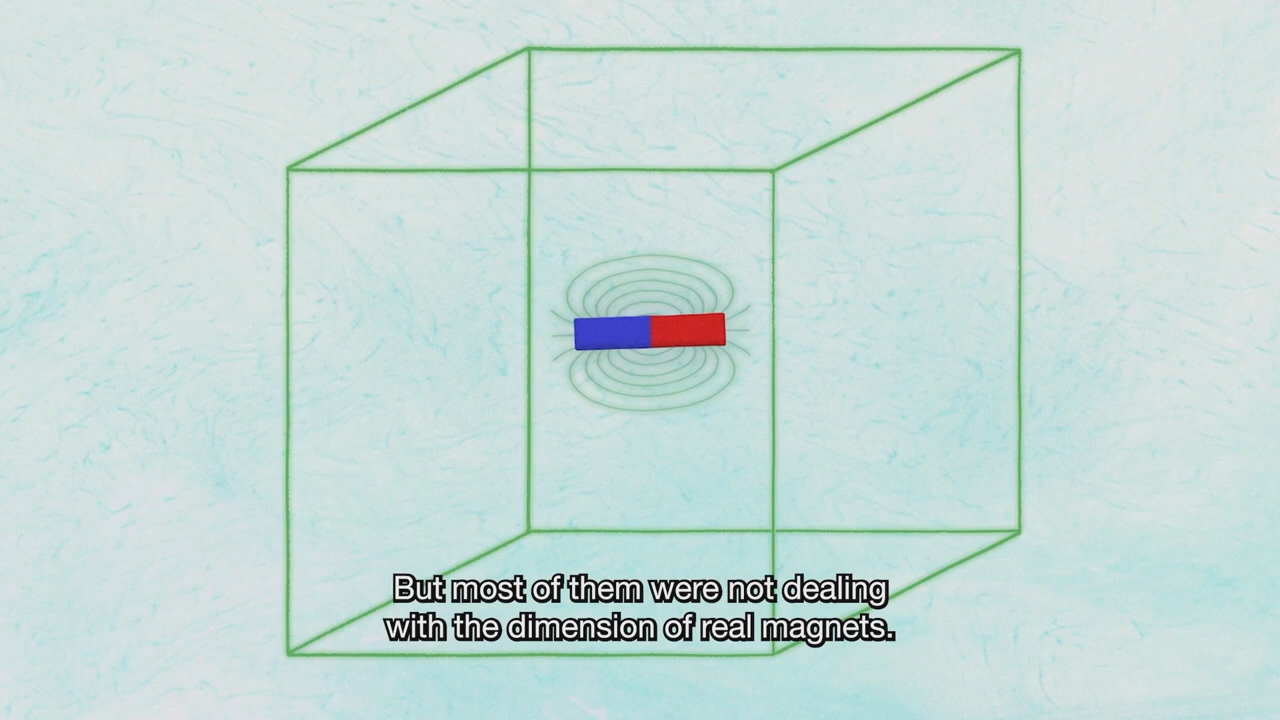 But most of them were not dealing
with the dimension of real magnets.